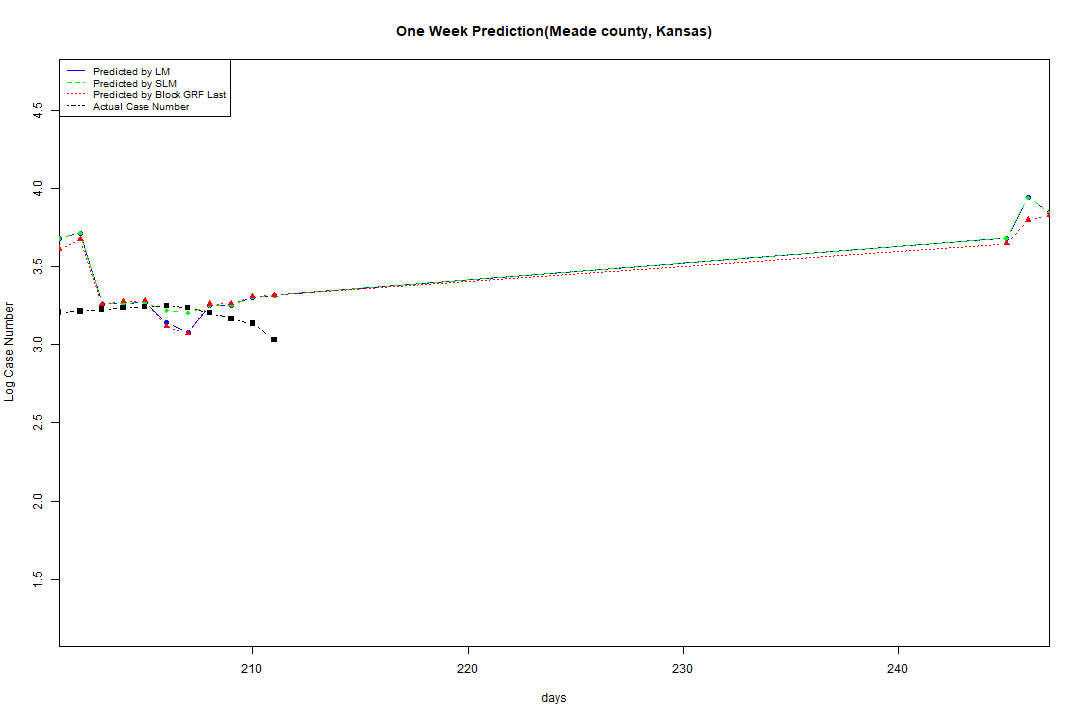 One Week Prediction(Meade county, Kansas)
Predicted by LM
Predicted by SLM
Predicted by Block GRF Last
Actual Case Number
4.5
4.0
3.5
3.0
2.5
2.0
1.5
Log Case Number
210
220
230
240
days